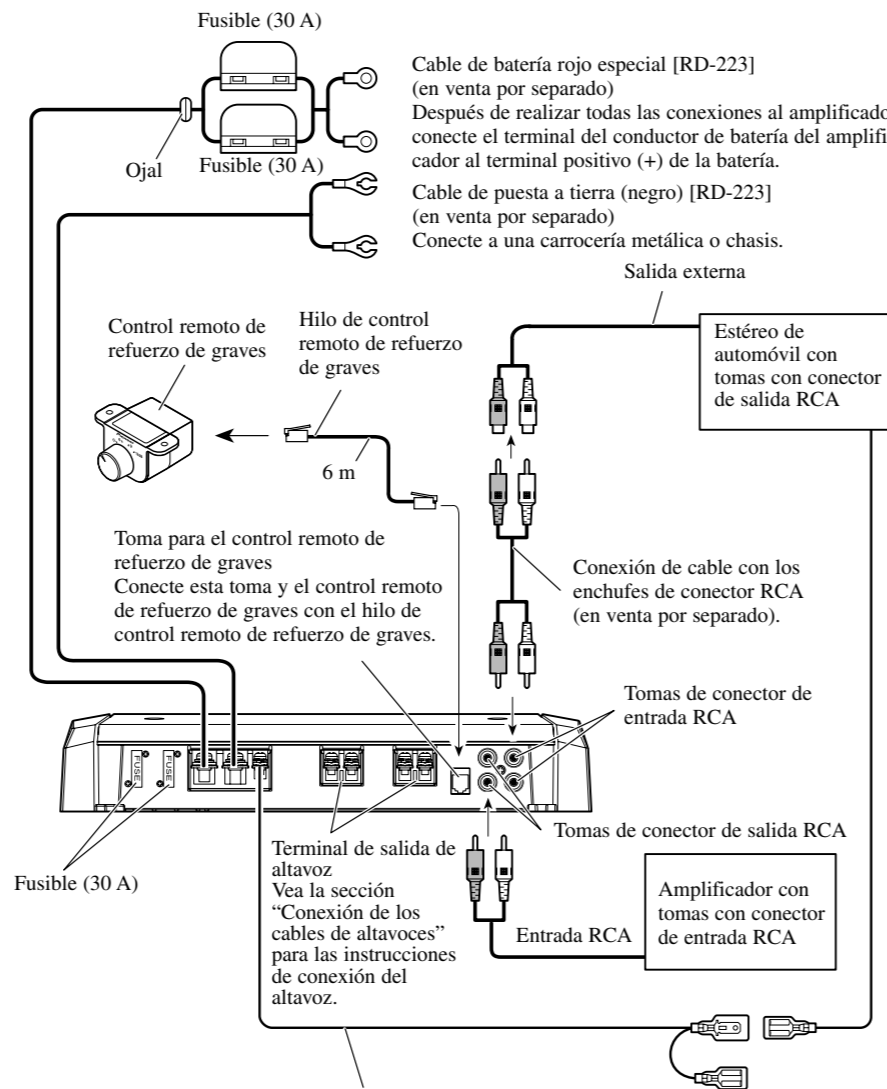 Fusible (30 A)
Cable de batería rojo especial [RD-223]
(en venta por separado)
Después de realizar todas las conexiones al amplificado
conecte el terminal del conductor de batería del amplifi
cador al terminal positivo (+) de la batería.
Ojal
Fusible (30 A)
Cable de puesta a tierra (negro) [RD-223]
(en venta por separado)
Conecte a una carrocería metálica o chasis.
Salida externa
Control remoto de
refuerzo de graves
Hilo de control
remoto de refuerzo
de graves
Estéreo de
automóvil con
tomas con conector
de salida RCA
6 m
Toma para el control remoto de
refuerzo de graves
Conecte esta toma y el control remoto
de refuerzo de graves con el hilo de
control remoto de refuerzo de graves.
Conexión de cable con los
enchufes de conector RCA
(en venta por separado).
Tomas de conector de
entrada RCA
FUSE
FUSE
Tomas de conector de salida RCA
Fusible (30 A)
Terminal de salida de
altavoz
Vea la sección
“Conexión de los
cables de altavoces”
para las instrucciones
de conexión del
altavoz.
Entrada RCA
Amplificador con
tomas con conector
de entrada RCA